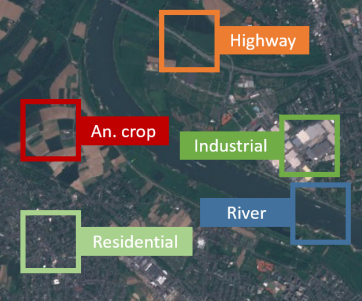 Highway
An. crop
Industrial
River
Residential